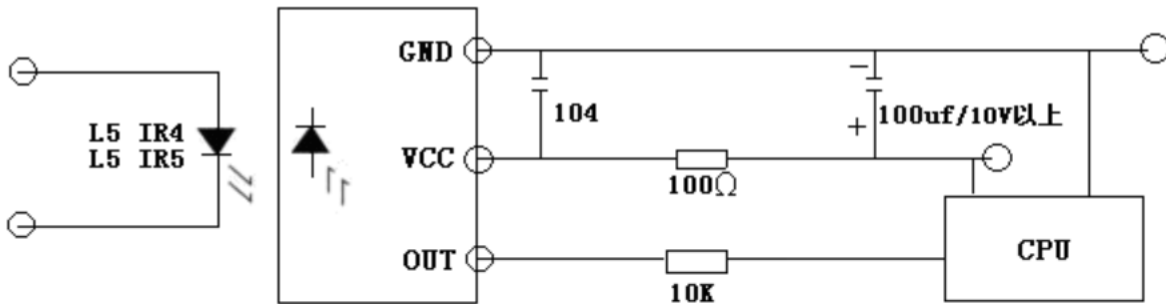 GND
104
100uf/10V以上
L5 IR4
L5 IR5
VCC
100Ω
OUT
10K
CPU